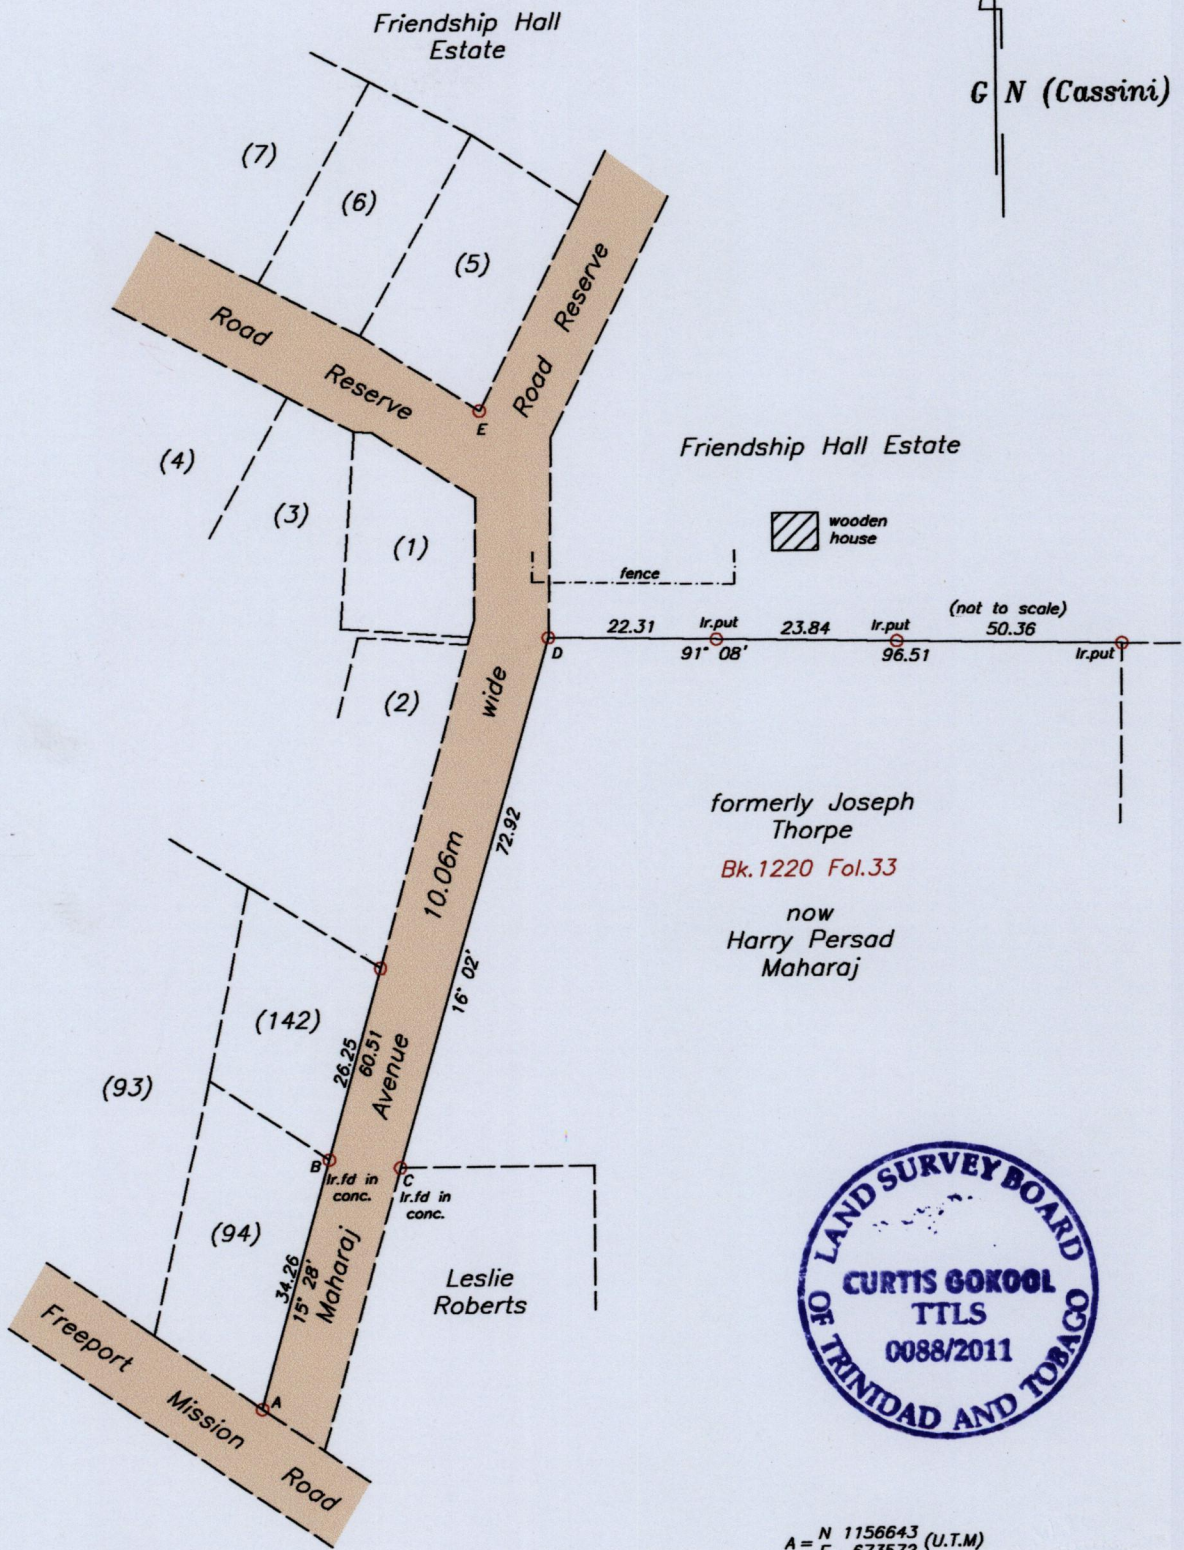 Friendship Hall
Estate
G N (Cassini)
(7)
(6)
(5)
Road Reserve
Road Reserve
E
Friendship Hall Estate
(4)
(3)
(1)
wooden
house
fence
(not to scale)
22.31
Ir.put
23.84
Ir.put
50.36
D
91° 08'
96.51
Ir.put
(2)
wide
formerly Joseph
Thorpe
72.92
Bk.1220 Fol.33
10.06m
now
Harry Persad
Maharaj
16° 02'
(142)
26.25
60.51
Avenue
(93)
B
Ir.fd in
conc.
C
Ir.fd in
conc.
(94)
34.26
15° 28'
Maharaj
Leslie
Roberts
LAND SURVEY BOARD
CURTIS GOKOOL
TTLS
0088/2011
OF TRINIDAD AND TOBAGO
Freeport Mission Road
A
A = N 1156643 (U.T.M)
E 673572